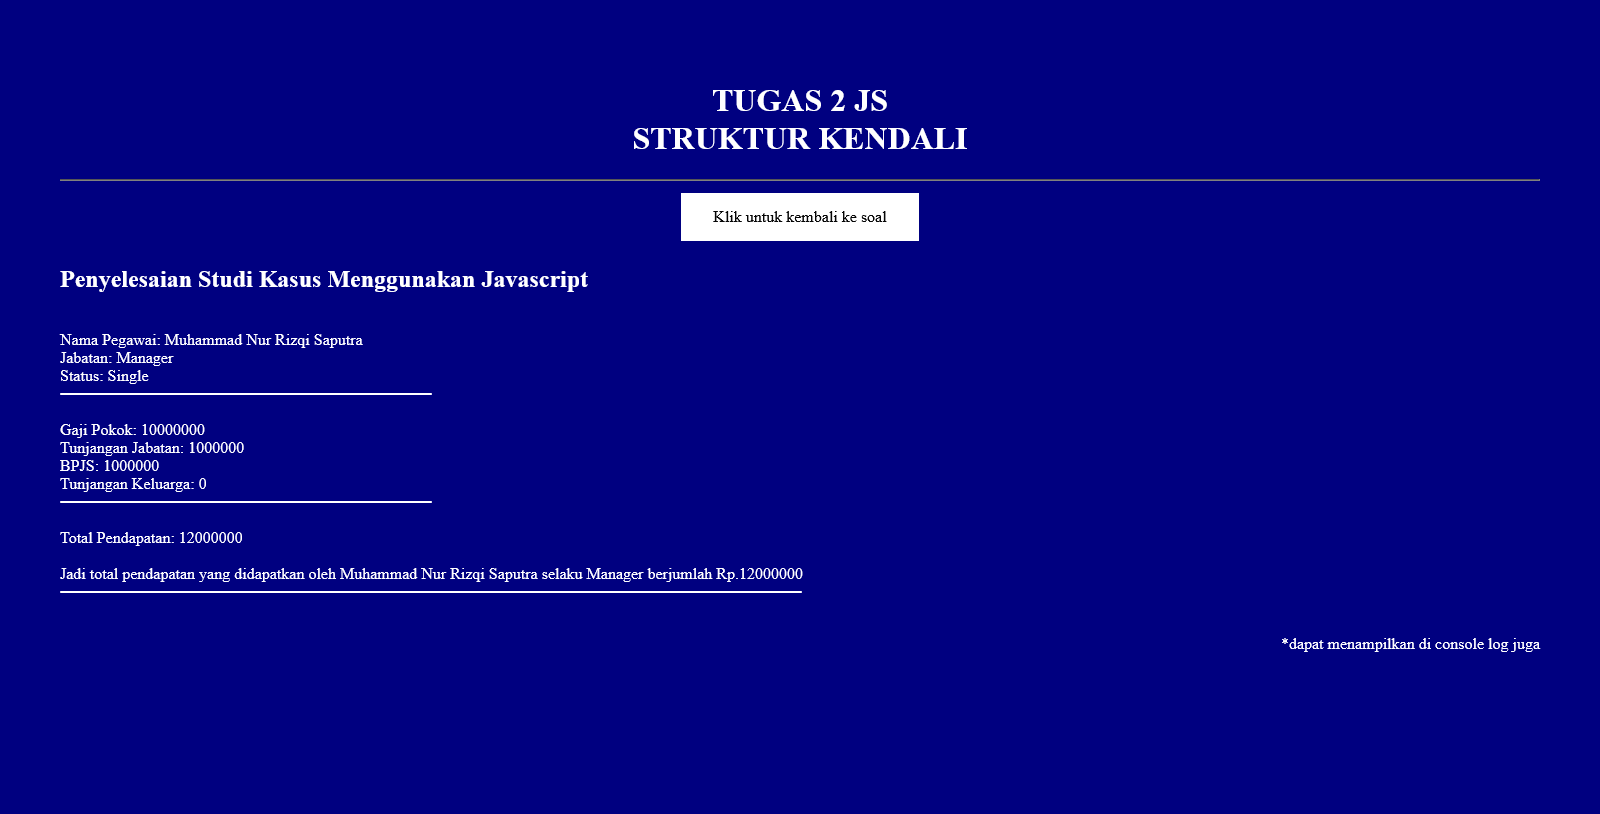 TUGAS 2 JS
STRUKTUR KENDALI
Klik untuk kembali ke soal
Penyelesaian Studi Kasus Menggunakan Javascript
Nama Pegawai: Muhammad Nur Rizqi Saputra
Jabatan: Manager
Status: Single
Gaji Pokok: 10000000
Tunjangan Jabatan: 1000000
BPJS: 1000000
Tunjangan Keluarga: 0
Total Pendapatan: 12000000
Jadi total pendapatan yang didapatkan oleh Muhammad Nur Rizqi Saputra selaku Manager berjumlah Rp.12000000
*dapat menampilkan di console log juga